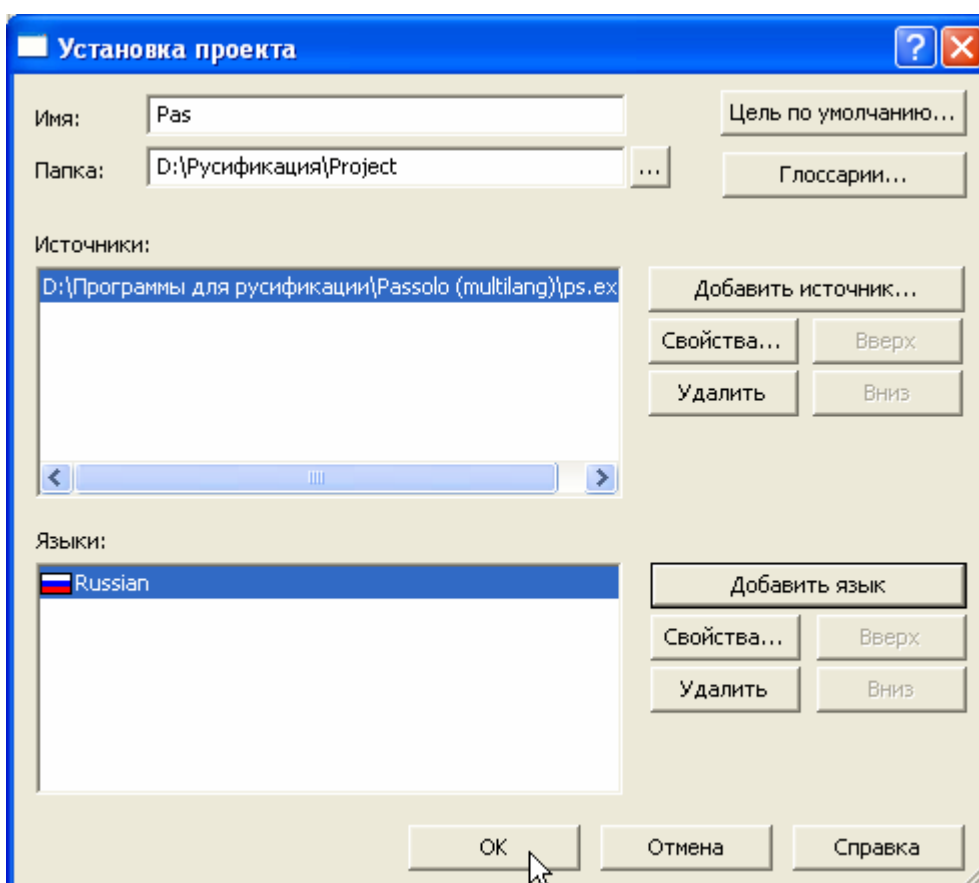 Установка проекта
Имя:
Pas
Цель по умолчанию...
Папка:
D:\Русификация\Project
...
Глоссарии...
Источники:
D:\Программы для русификации\Passolo (multilang)\ps.ex
Добавить источник...
Свойства...
Вверх
Удалить
Вниз
Языки:
Russian
Добавить язык
Свойства...
Вверх
Удалить
Вниз
OK
Отмена
Справка